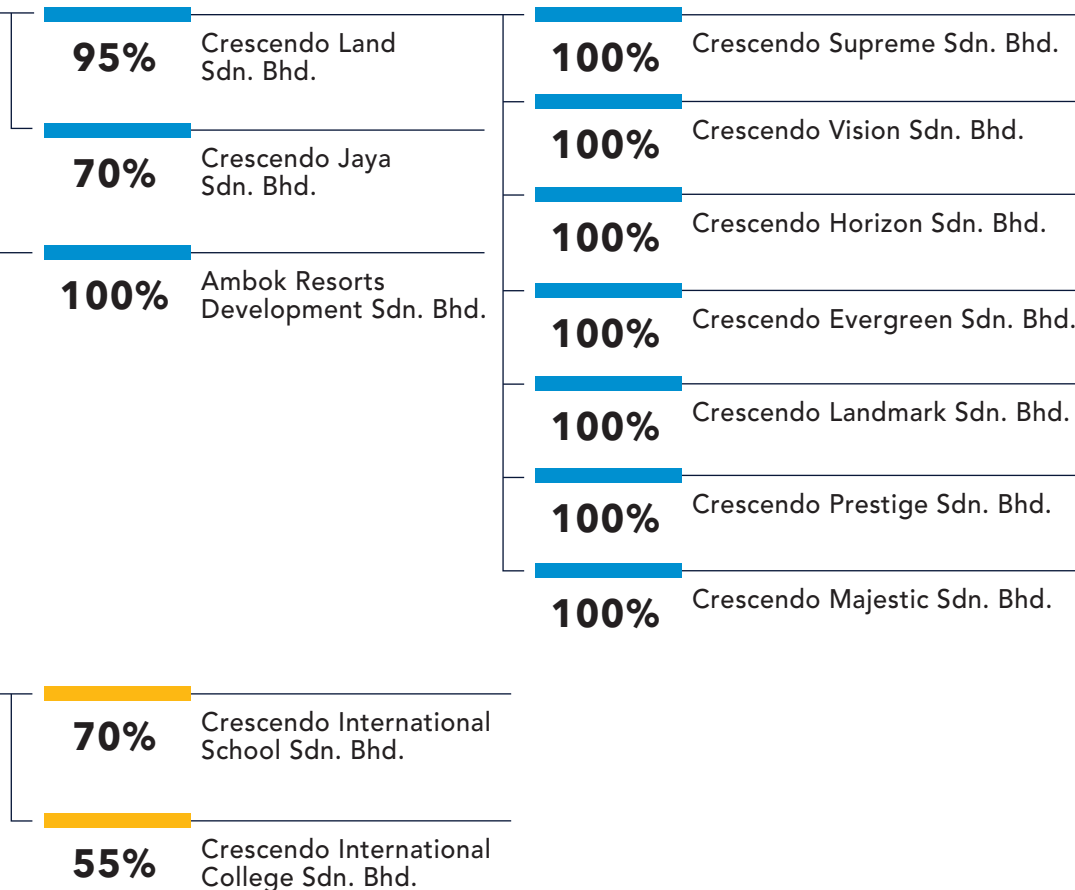 95%
Crescendo Land
Sdn. Bhd.
70%
Crescendo Jaya
Sdn. Bhd.
100%
Ambok Resorts
Development Sdn. Bhd.
100%
Crescendo Supreme Sdn. Bhd.
100%
Crescendo Vision Sdn. Bhd.
100%
Crescendo Horizon Sdn. Bhd.
100%
Crescendo Evergreen Sdn. Bhd.
100%
Crescendo Landmark Sdn. Bhd.
100%
Crescendo Prestige Sdn. Bhd.
100%
Crescendo Majestic Sdn. Bhd.
70%
Crescendo International
School Sdn. Bhd.
55%
Crescendo International
College Sdn. Bhd.